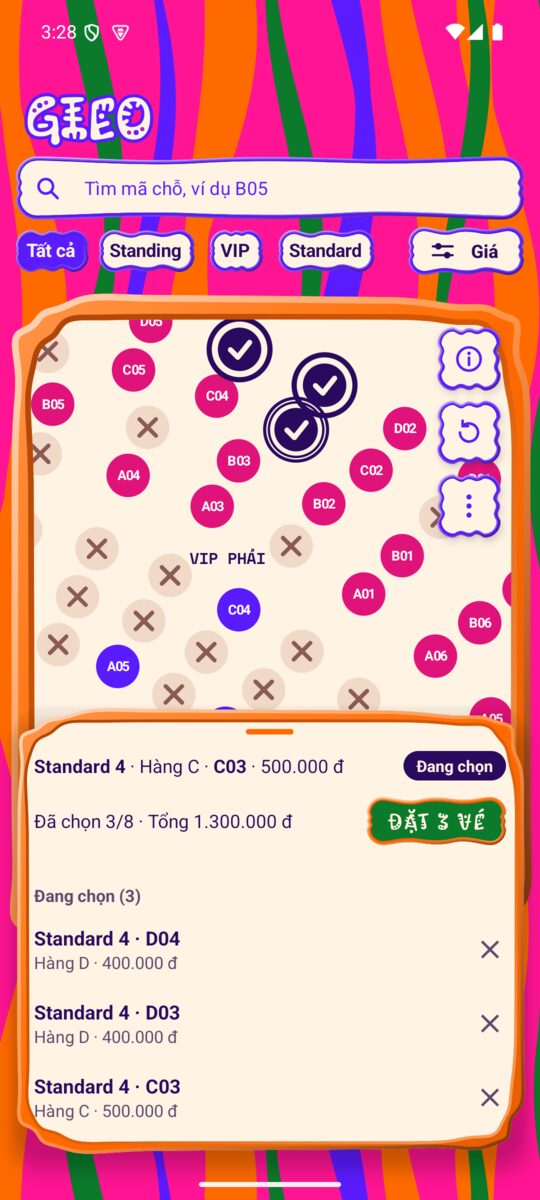 3:28
GIEO
Tìm mã chỗ, ví dụ B05
Tất cả
Standing
VIP
Standard
Giá
D05
C05
C04
B05
D02
A04
B03
C02
A03
B02
VIP PHẢI
B01
C04
A01
B06
A06
A05
A05
Standard 4 · Hàng C · C03 · 500.000 đ
Đang chọn
Đã chọn 3/8 · Tổng 1.300.000 đ
ĐẶT 3 VÉ
Đang chọn (3)
Standard 4 · D04
Hàng D · 400.000 đ
Standard 4 · D03
Hàng D · 400.000 đ
Standard 4 · C03
Hàng C · 500.000 đ